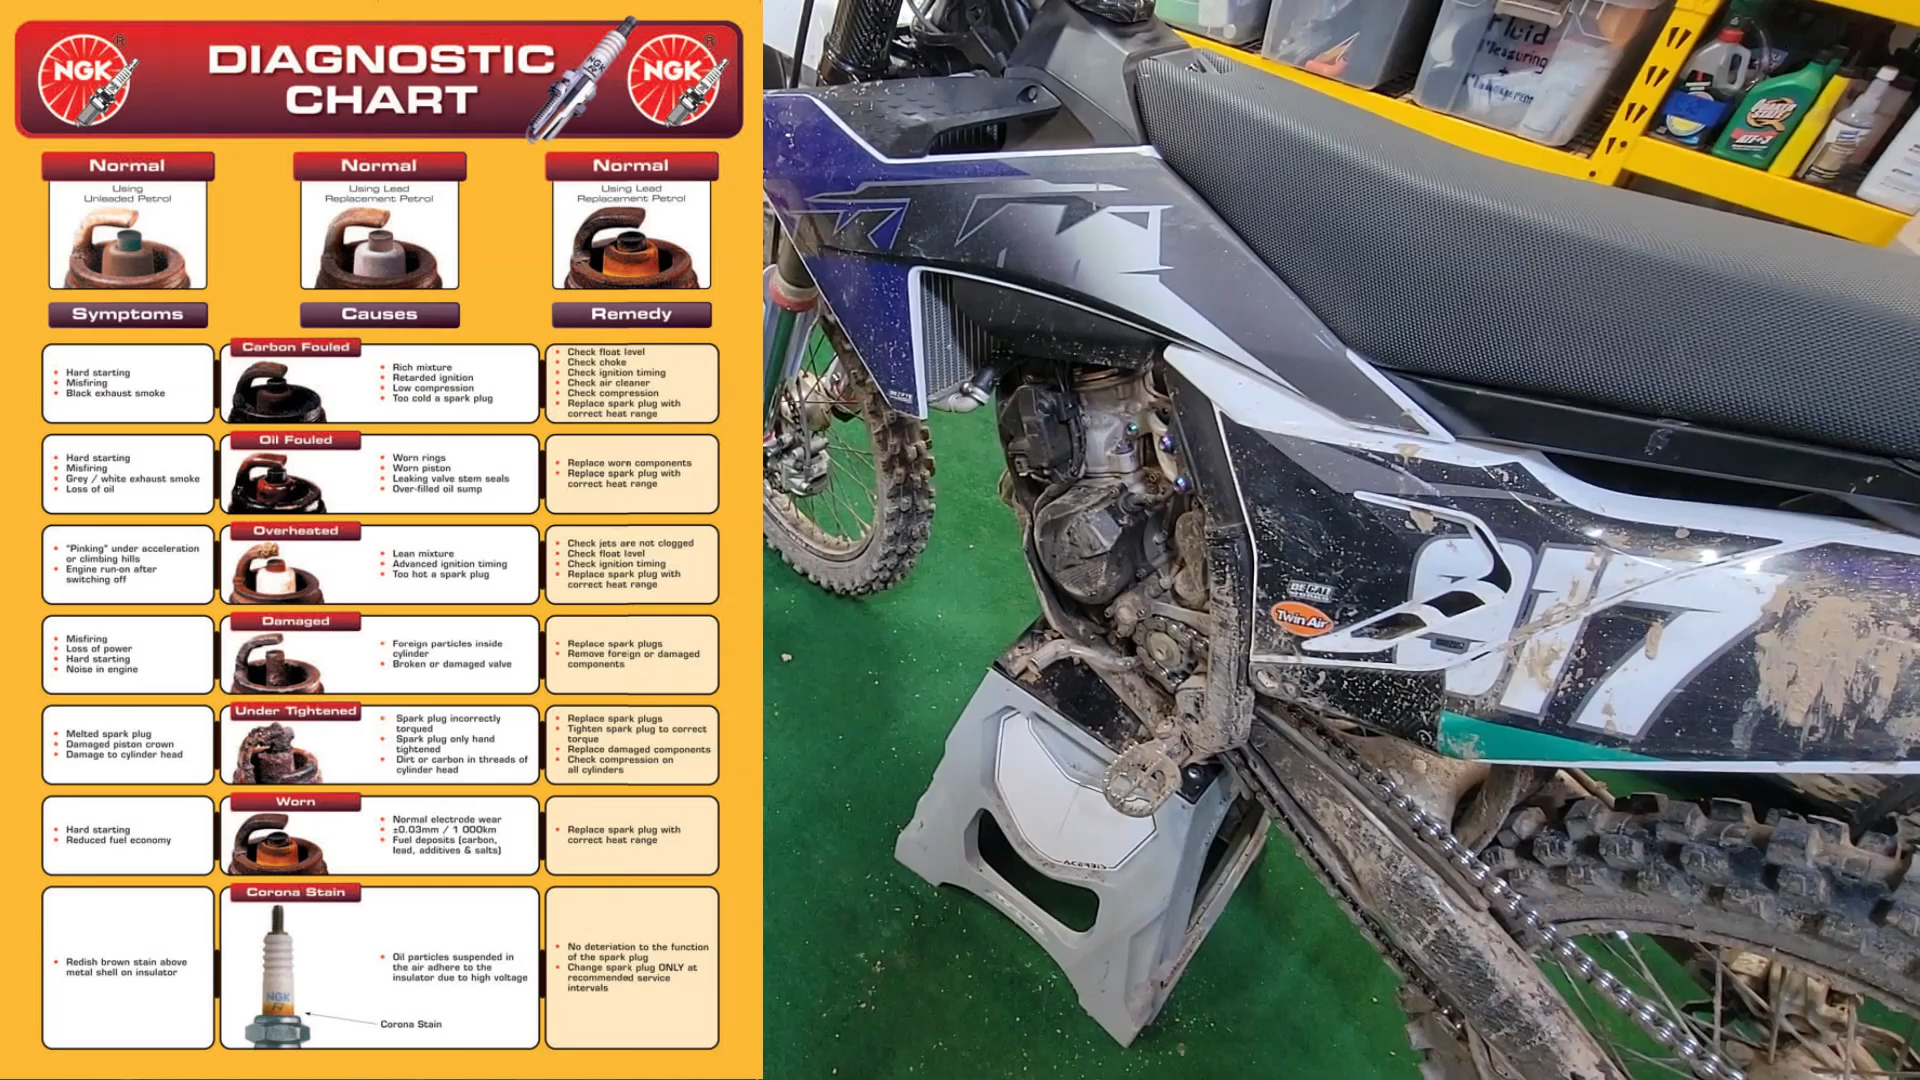 NGK
®
DIAGNOSTIC
CHART
NGK
NGK
®
Normal
Using
Unleaded Petrol
Normal
Using Lead
Replacement Petrol
Normal
Using Lead
Replacement Petrol
Symptoms
Causes
Remedy
Carbon Fouled
• Hard starting
• Misfiring
• Black exhaust smoke
• Rich mixture
• Retarded ignition
• Low compression
• Too cold a spark plug
• Check float level
• Check choke
• Check ignition timing
• Check air cleaner
• Check compression
• Replace spark plug with
correct heat range
Oil Fouled
• Hard starting
• Misfiring
• Grey / white exhaust smoke
• Loss of oil
• Worn rings
• Worn piston
• Leaking valve stem seals
• Over-filled oil sump
• Replace worn components
• Replace spark plug with
correct heat range
Overheated
• "Pinking" under acceleration
or climbing hills
• Engine run-on after
switching off
• Lean mixture
• Advanced ignition timing
• Too hot a spark plug
• Check jets are not clogged
• Check float level
• Check ignition timing
• Replace spark plug with
correct heat range
Damaged
• Misfiring
• Loss of power
• Hard starting
• Noise in engine
• Foreign particles inside
cylinder
• Broken or damaged valve
• Replace spark plugs
• Remove foreign or damaged
components
Under Tightened
• Melted spark plug
• Damaged piston crown
• Damage to cylinder head
• Spark plug incorrectly
torqued
• Spark plug only hand
tightened
• Dirt or carbon in threads of
cylinder head
• Replace spark plugs
• Tighten spark plug to correct
torque
• Replace damaged components
• Check compression on
all cylinders
Worn
• Hard starting
• Reduced fuel economy
• Normal electrode wear
• ±0.03mm / 1 000km
• Fuel deposits (carbon,
lead, additives & salts)
• Replace spark plug with
correct heat range
Corona Stain
• Redish brown stain above
metal shell on insulator
NGK
R
• Oil particles suspended in
the air adhere to the
insulator due to high voltage
Corona Stain
• No deteriation to the function
of the spark plug
• Change spark plug ONLY at
recommended service
intervals
Fluid
Measuring
QUAKER
STATE
ATF+3
DECAL
WORKS
Twin Air
317
ACERBIS